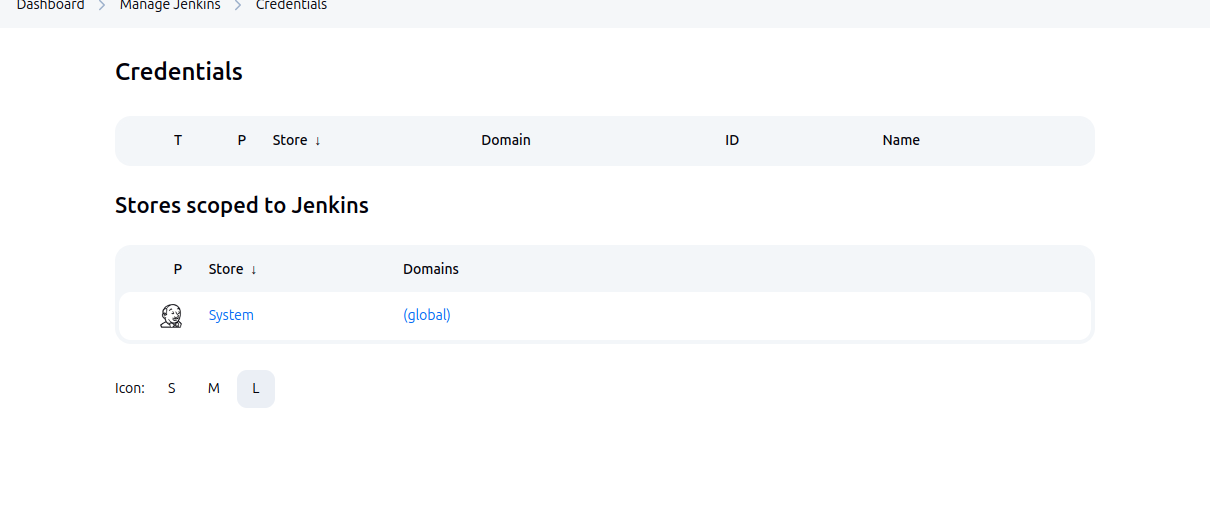 Dashboard > Manage Jenkins > Credentials
Credentials
T P Store ↓ Domain ID Name
Stores scoped to Jenkins
P Store ↓ Domains
System (global)
Icon: S M L